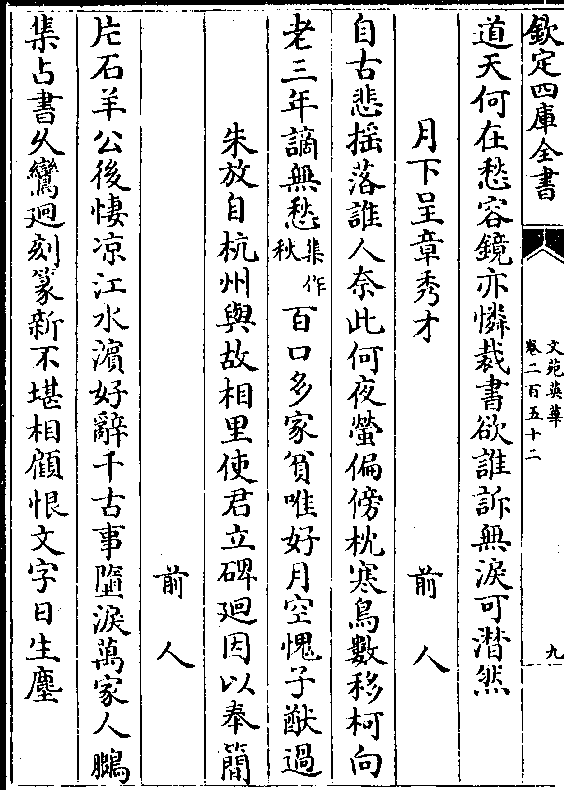 欽定四庫全書
文苑英華
卷二百五十二
九
道天何在愁容鏡亦憐裁書欲誰訴無淚可潸然
月下呈章秀才
前人
自古悲揺落誰人奈此何夜螢偏傍枕寒鳥數移柯向
老三年謫無愁集作秋百口多家貧唯好月空愧子猷過
朱放自杭州與故相里使君立碑廻因以奉簡
前人
片石羊公後悽凉江水濵好辭千古事墮淚萬家人鵬
集占書乆鸞廻刻篆新不堪相顧恨文字日生塵